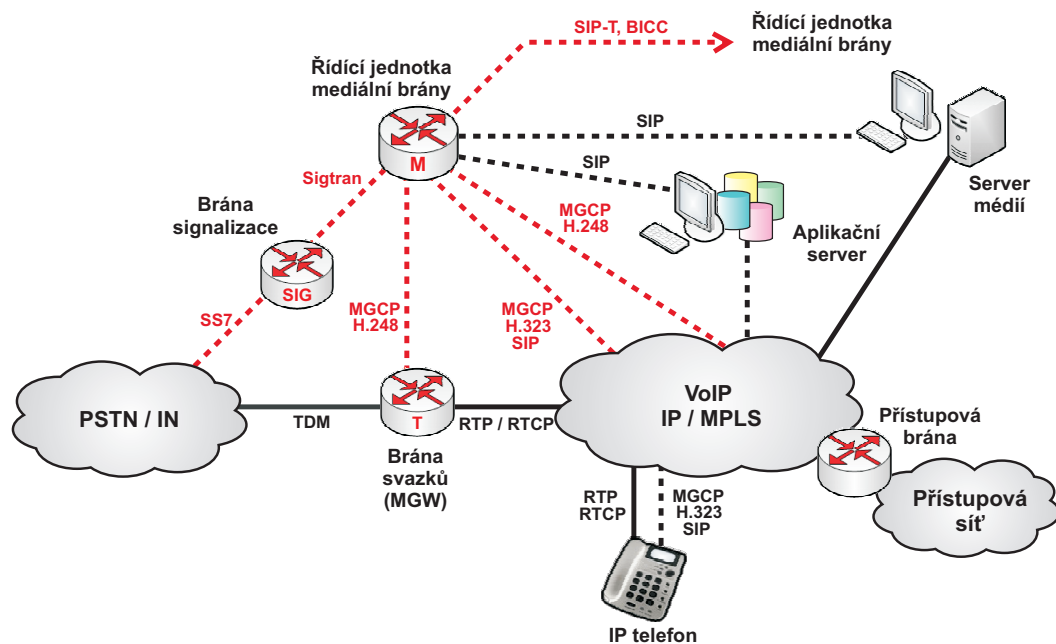 SIP-T, BICC
Řídící jednotka
mediální brány
Řídící jednotka
mediální brány
M
SIP
SIP
Server
médií
Sigtran
Brána
signalizace
MGCP
H.248
Aplikační
server
SIG
SS7
MGCP
H.248
MGCP
H.323
SIP
PSTN / IN
TDM
T
RTP / RTCP
VoIP
IP / MPLS
Brána
svazků
(MGW)
Přístupová
brána
Přístupová
síť
RTP
RTCP
MGCP
H.323
SIP
IP telefon